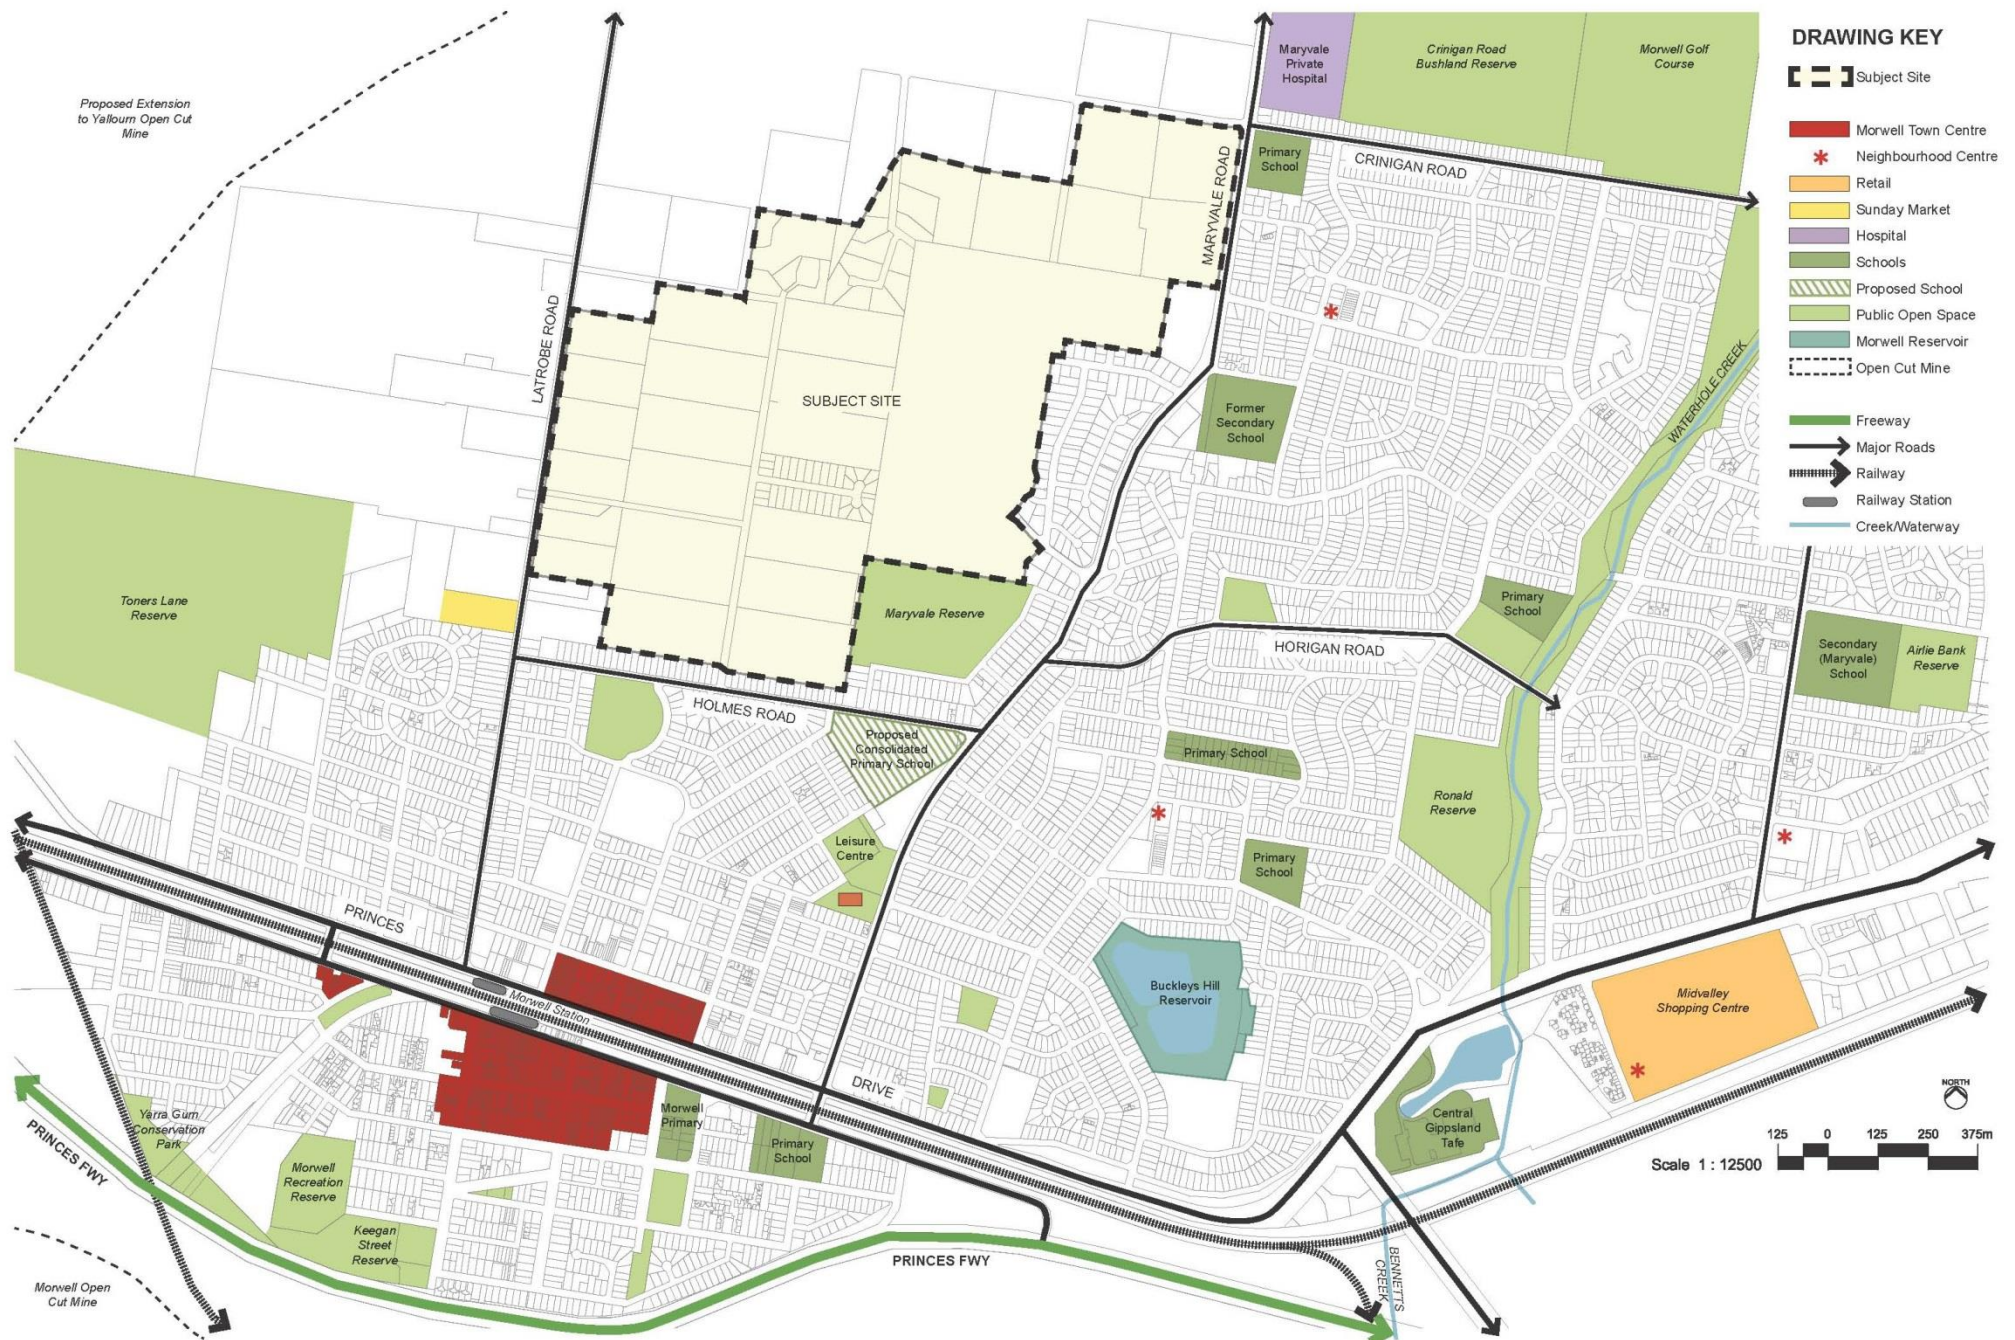 Proposed Extension
to Yallourn Open Cut
Mine
Maryvale
Private
Hospital
Crinigan Road
Bushland Reserve
Morwell Golf
Course
DRAWING KEY
Subject Site
Morwell Town Centre
Neighbourhood Centre
Retail
Sunday Market
Hospital
Schools
Proposed School
Public Open Space
Morwell Reservoir
Open Cut Mine
Freeway
Major Roads
Railway
Railway Station
Creek/Waterway
Primary
School
CRINIGAN ROAD
MARYVALE ROAD
LATROBE ROAD
SUBJECT SITE
WATERHOLE CREEK
Former
Secondary
School
Toners Lane
Reserve
Maryvale Reserve
Primary
School
HORIGAN ROAD
Secondary
(Maryvale)
School
Airlie Bank
Reserve
HOLMES ROAD
Proposed
Consolidated
Primary School
Primary School
Ronald
Reserve
Leisure
Centre
Primary
School
PRINCES
Morwell Station
Buckleys Hill
Reservoir
Midvalley
Shopping Centre
DRIVE
Morwell
Primary
Primary
School
Central
Gippsland
Tafe
NORTH
125 0 125 250 375m
Scale 1 : 12500
Yarra Gum
Conservation
Park
PRINCES FWY
Morwell
Recreation
Reserve
Keegan
Street
Reserve
PRINCES FWY
BENNETTS
CREEK
Morwell Open
Cut Mine